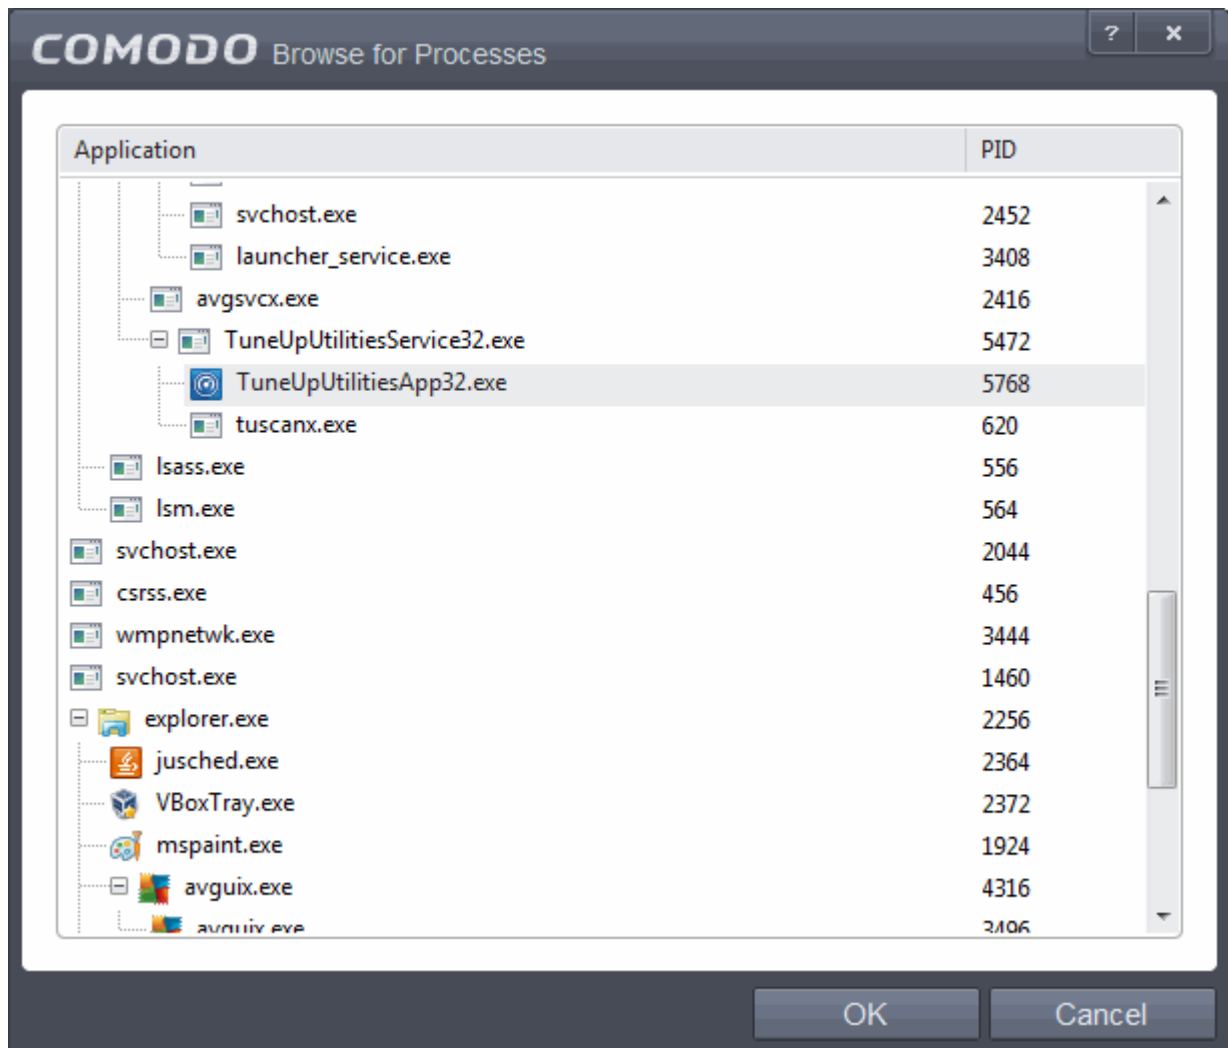 COMODO Browse for Processes ? x
Application PID
svchost.exe 2452
launcher_service.exe 3408
avgsvcx.exe 2416
TuneUpUtilitiesService32.exe 5472
TuneUpUtilitiesApp32.exe 5768
tuscanx.exe 620
lsass.exe 556
lsm.exe 564
svchost.exe 2044
csrss.exe 456
wmpnetwk.exe 3444
svchost.exe 1460
explorer.exe 2256
jusched.exe 2364
VBoxTray.exe 2372
mspaint.exe 1924
avguix.exe 4316
avguix.exe 3496
OK Cancel